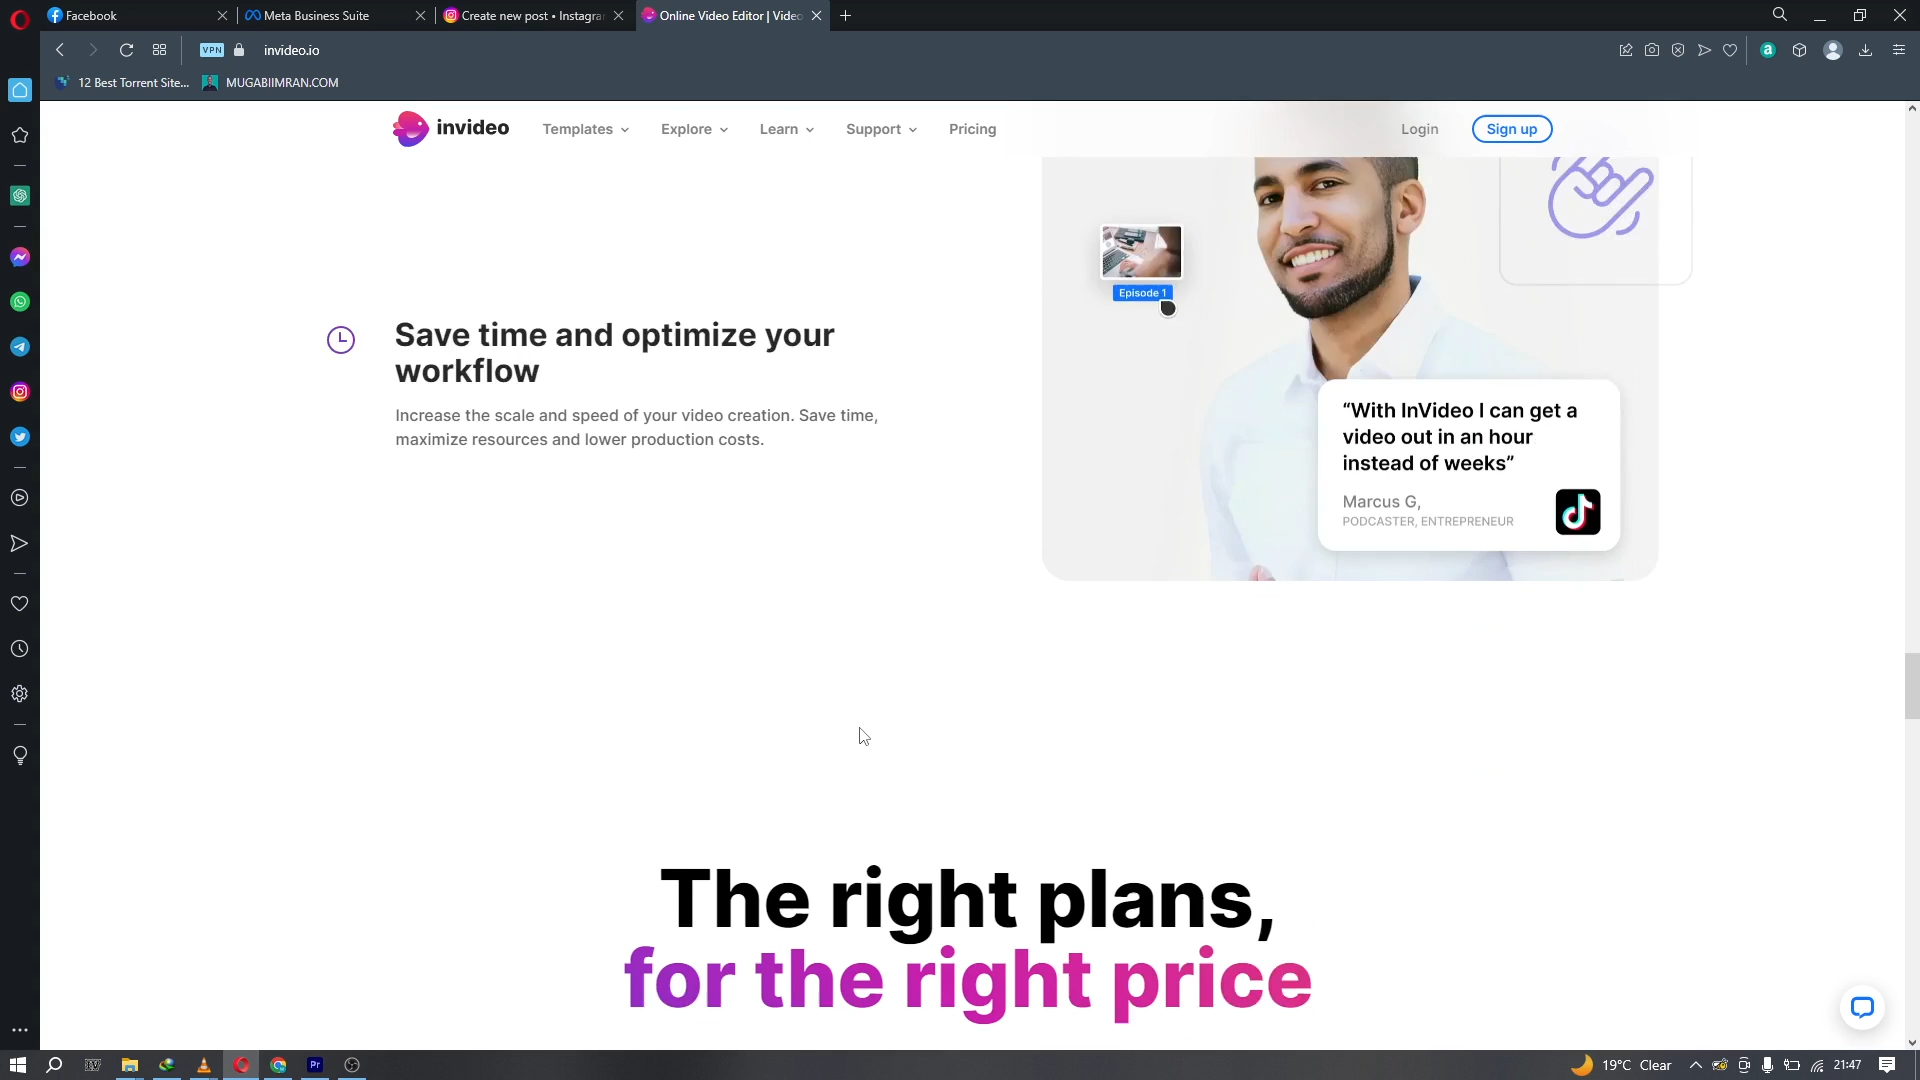 Facebook
Meta Business Suite
Create new post • Instagra
Online Video Editor | Video
VPN
invideo.io
12 Best Torrent Site...
MUGABIIMRAN.COM
invideo
Templates
Explore
Learn
Support
Pricing
Login
Sign up
Episode 1
Save time and optimize your
workflow
Increase the scale and speed of your video creation. Save time,
maximize resources and lower production costs.
“With InVideo I can get a
video out in an hour
instead of weeks”
Marcus G,
PODCASTER, ENTREPRENEUR
The right plans,
for the right price
Pr
19°C Clear
21:47